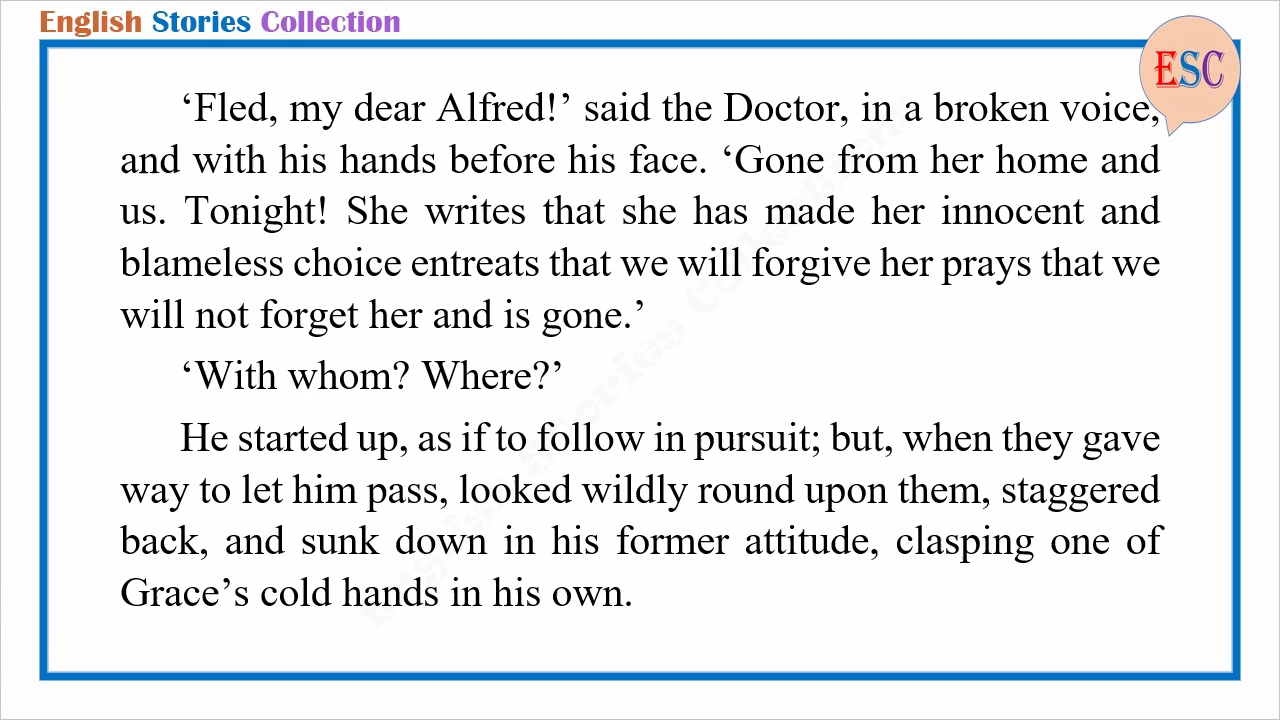 English Stories Collection
ESC
‘Fled, my dear Alfred!’ said the Doctor, in a broken voice,
and with his hands before his face. ‘Gone from her home and
us. Tonight! She writes that she has made her innocent and
blameless choice entreats that we will forgive her prays that we
will not forget her and is gone.’
‘With whom? Where?’
He started up, as if to follow in pursuit; but, when they gave
way to let him pass, looked wildly round upon them, staggered
back, and sunk down in his former attitude, clasping one of
Grace’s cold hands in his own.
English Stories Collection